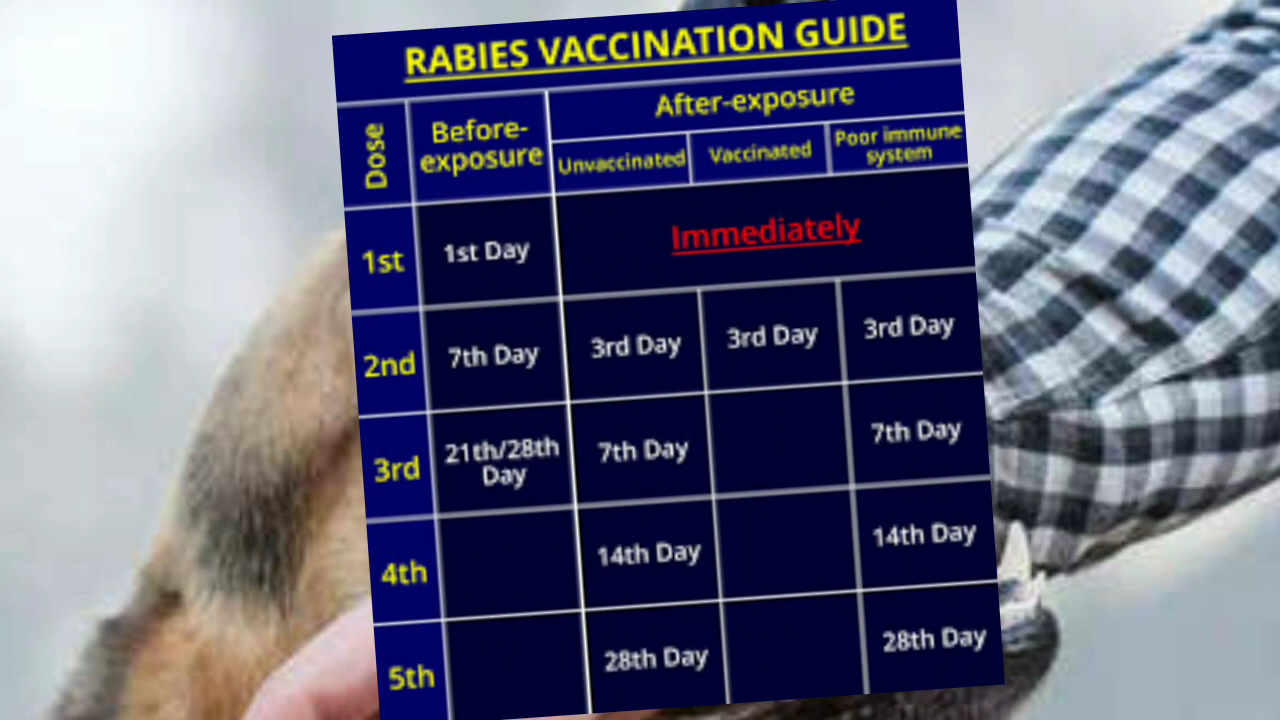 RABIES VACCINATION GUIDE
Dose
Before-
exposure
After-exposure
Unvaccinated
Vaccinated
Poor immune
system
1st
1st Day
Immediately
2nd
7th Day
3rd Day
3rd Day
3rd Day
3rd
21th/28th
Day
7th Day
7th Day
4th
14th Day
14th Day
5th
28th Day
28th Day